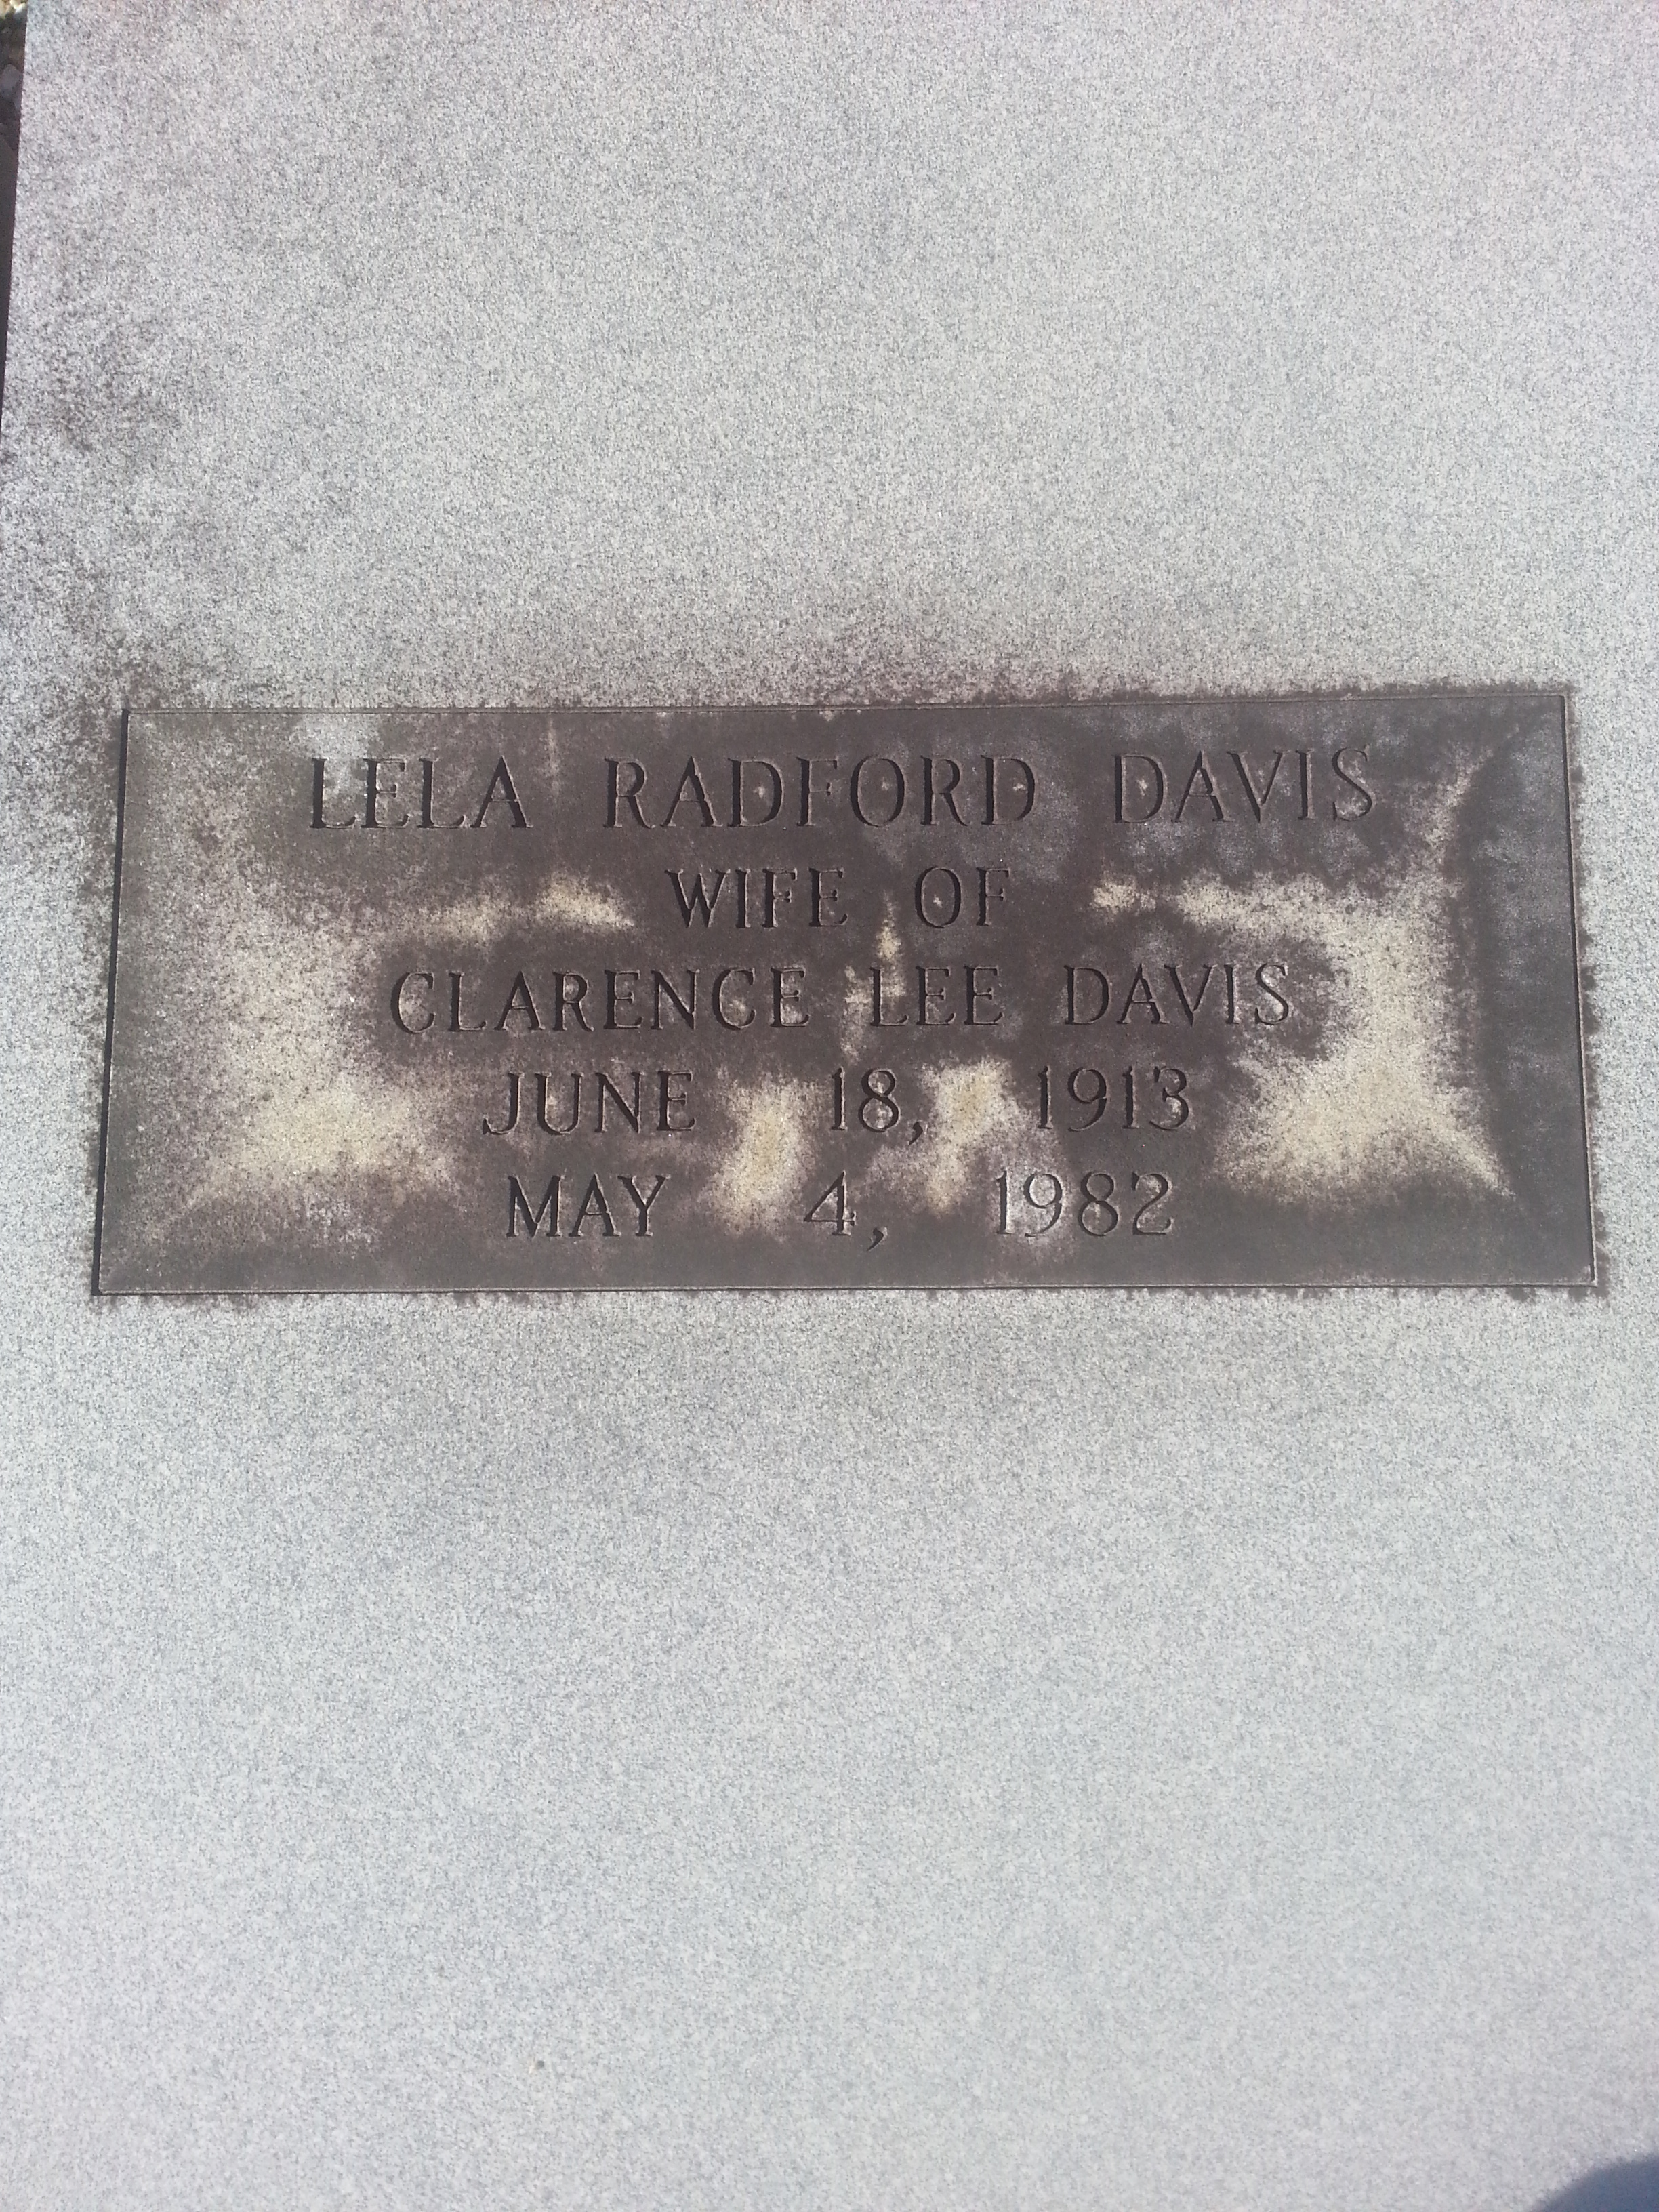 LELA RADFORD DAVIS
WIFE OF
CLARENCE LEE DAVIS
JUNE 18, 1913
MAY 4, 1982